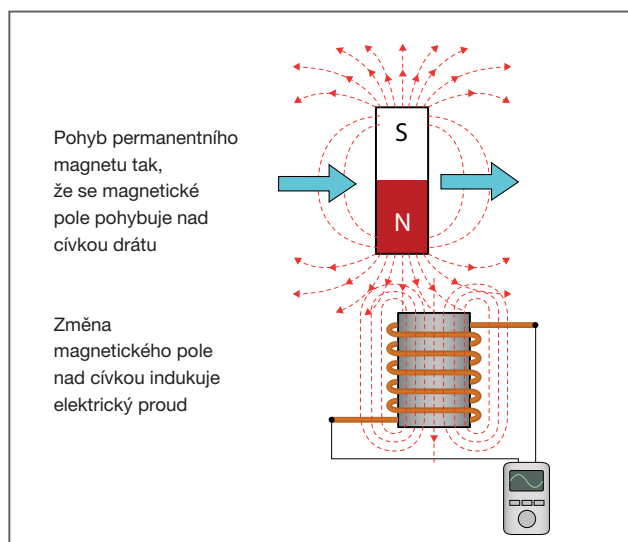 S
Pohyb permanentního
magnetu tak,
že se magnetické
pole pohybuje nad
cívkou drátu
N
Změna
magnetického pole
nad cívkou indukuje
elektrický proud